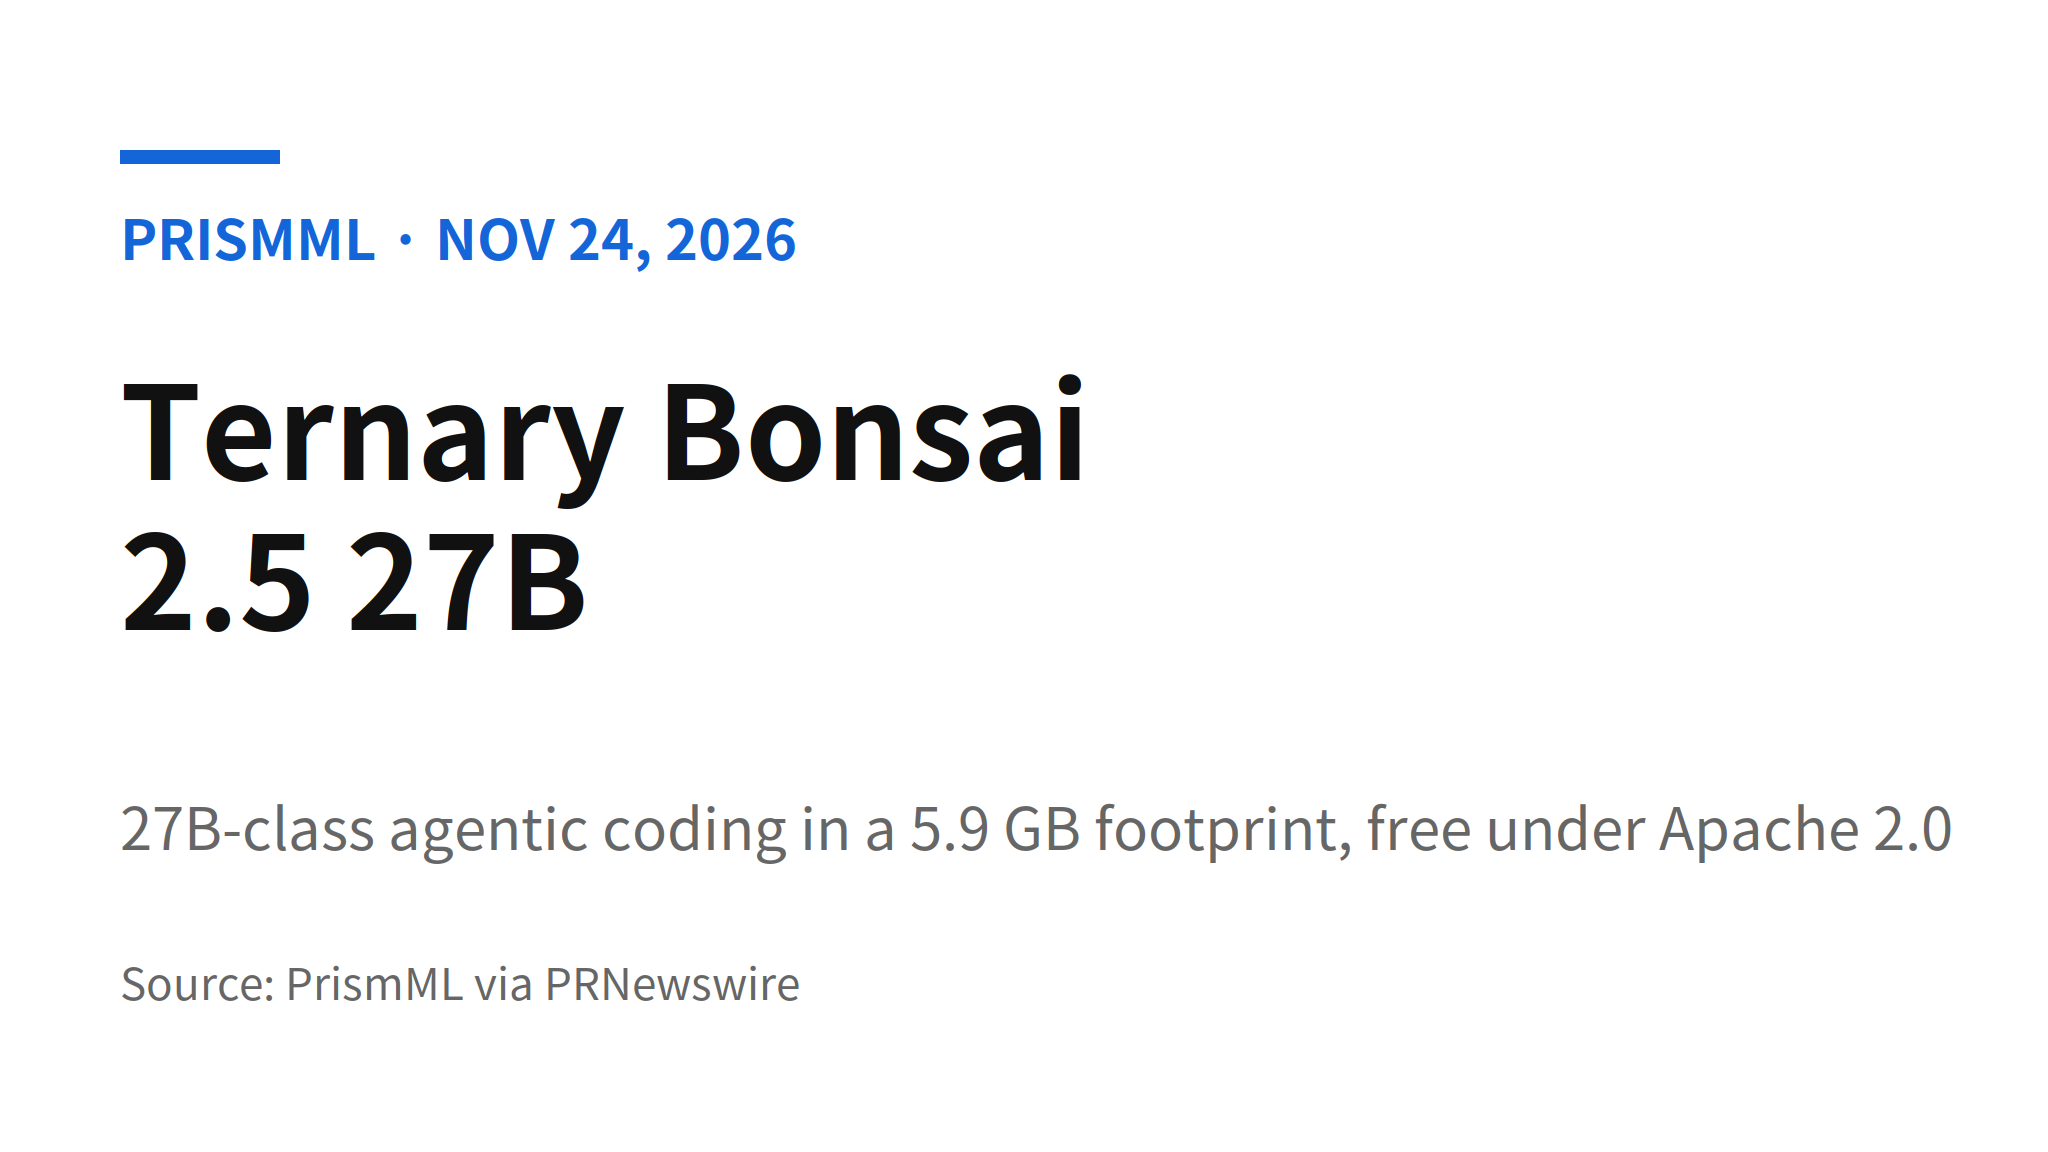 PRISMML · NOV 24, 2026
Ternary Bonsai
2.5 27B
27B-class agentic coding in a 5.9 GB footprint, free under Apache 2.0
Source: PrismML via PRNewswire